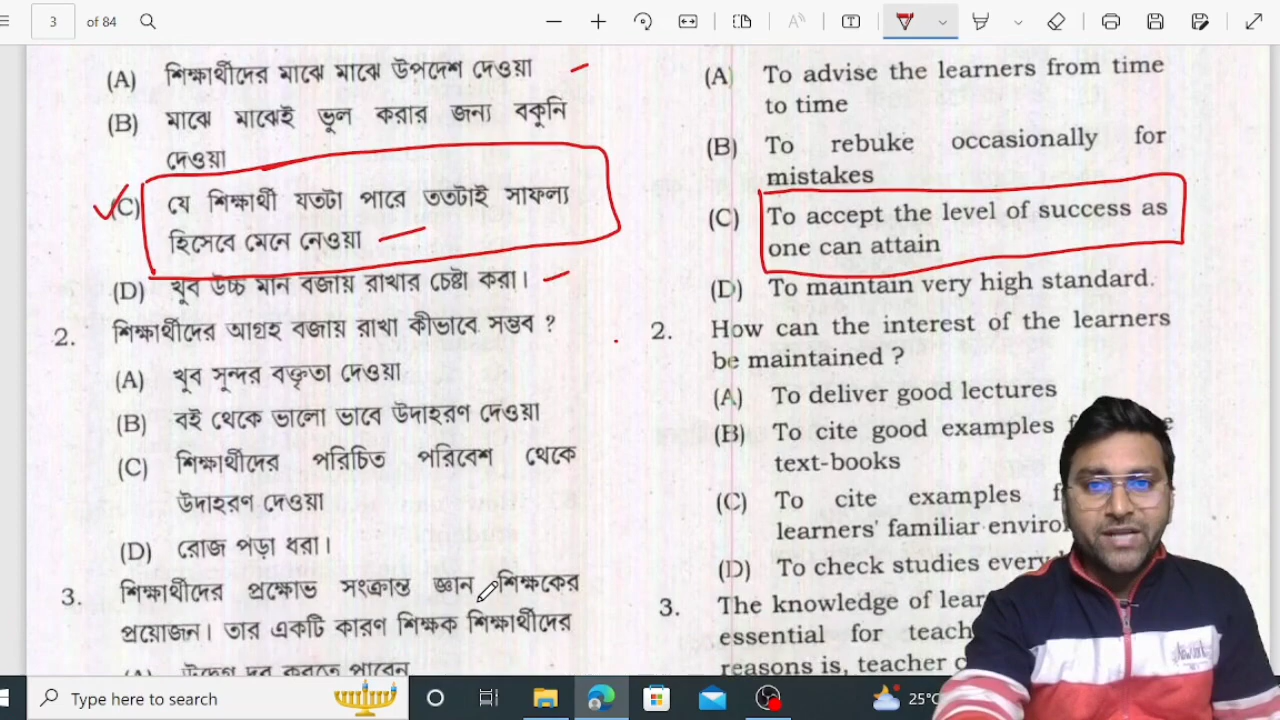 3 of 84
(A) শিক্ষার্থীদের মাঝে মাঝে উপদেশ দেওয়া
(B) মাঝে মাঝেই ভুল করার জন্য বকুনি
দেওয়া
(C) যে শিক্ষার্থী যতটা পারে ততটাই সাফল্য
হিসেবে মেনে নেওয়া
(D) খুব উচ্চ মান বজায় রাখার চেষ্টা করা।
2. শিক্ষার্থীদের আগ্রহ বজায় রাখা কীভাবে সম্ভব ?
(A) খুব সুন্দর বক্তৃতা দেওয়া
(B) বই থেকে ভালো ভাবে উদাহরণ দেওয়া
(C) শিক্ষার্থীদের পরিচিত পরিবেশ থেকে
উদাহরণ দেওয়া
(D) রোজ পড়া ধরা।
3. শিক্ষার্থীদের প্রক্ষোভ সংক্রান্ত জ্ঞান শিক্ষকের
প্রয়োজন। তার একটি কারণ শিক্ষক শিক্ষার্থীদের
(A) To advise the learners from time
to time
(B) To rebuke occasionally for
mistakes
(C) To accept the level of success as
one can attain
(D) To maintain very high standard.
2. How can the interest of the learners
be maintained ?
(A) To deliver good lectures
(B) To cite good examples
text-books
(C) To cite examples
learners' familiar
(D) To check studies
3. The knowledge of
essential for
reasons is, teacher
Type here to search
25°C